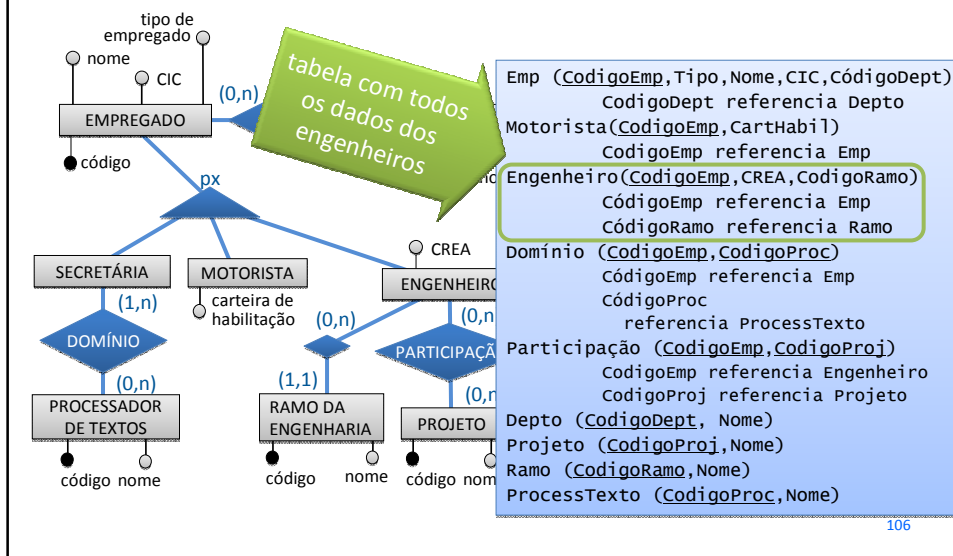 tipo de
empregado
nome
CIC
(0,n)
EMPREGADO
código
px
CREA
SECRETÁRIA
MOTORISTA
ENGENHEIRO
(1,n)
carteira de
habilitação
(0,n)
(0,n
DOMÍNIO
PARTICIPAÇÃ
(0,n)
(1,1)
(0,n
PROCESSADOR
DE TEXTOS
RAMO DA
ENGENHARIA
PROJETO
código nome
código nome
código nom
tabela com todos
os dados dos
engenheiros
Emp (CodigoEmp,Tipo,Nome,CIC,CódigoDept)
CodigoDept referencia Depto
Motorista(CodigoEmp,CartHabil)
CodigoEmp referencia Emp
Engenheiro(CodigoEmp,CREA,CodigoRamo)
CódigoEmp referencia Emp
CódigoRamo referencia Ramo
Domínio (CodigoEmp,CodigoProc)
CódigoEmp referencia Emp
CódigoProc
referencia ProcessTexto
Participação (CodigoEmp,CodigoProj)
CodigoEmp referencia Engenheiro
CodigoProj referencia Projeto
Depto (CodigoDept, Nome)
Projeto (CodigoProj,Nome)
Ramo (CodigoRamo,Nome)
ProcessTexto (CodigoProc,Nome)
106